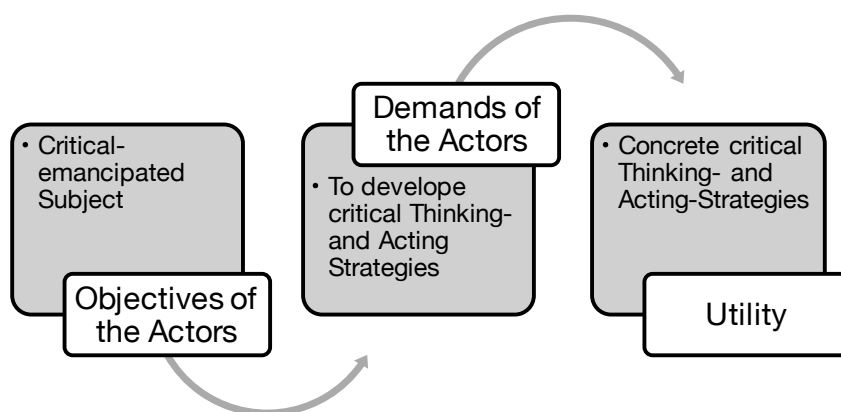 • Critical-
emancipated
Subject
Objectives of
the Actors
Demands of
the Actors
• To develope
critical Thinking-
and Acting
Strategies
• Concrete critical
Thinking- and
Acting-Strategies
Utility